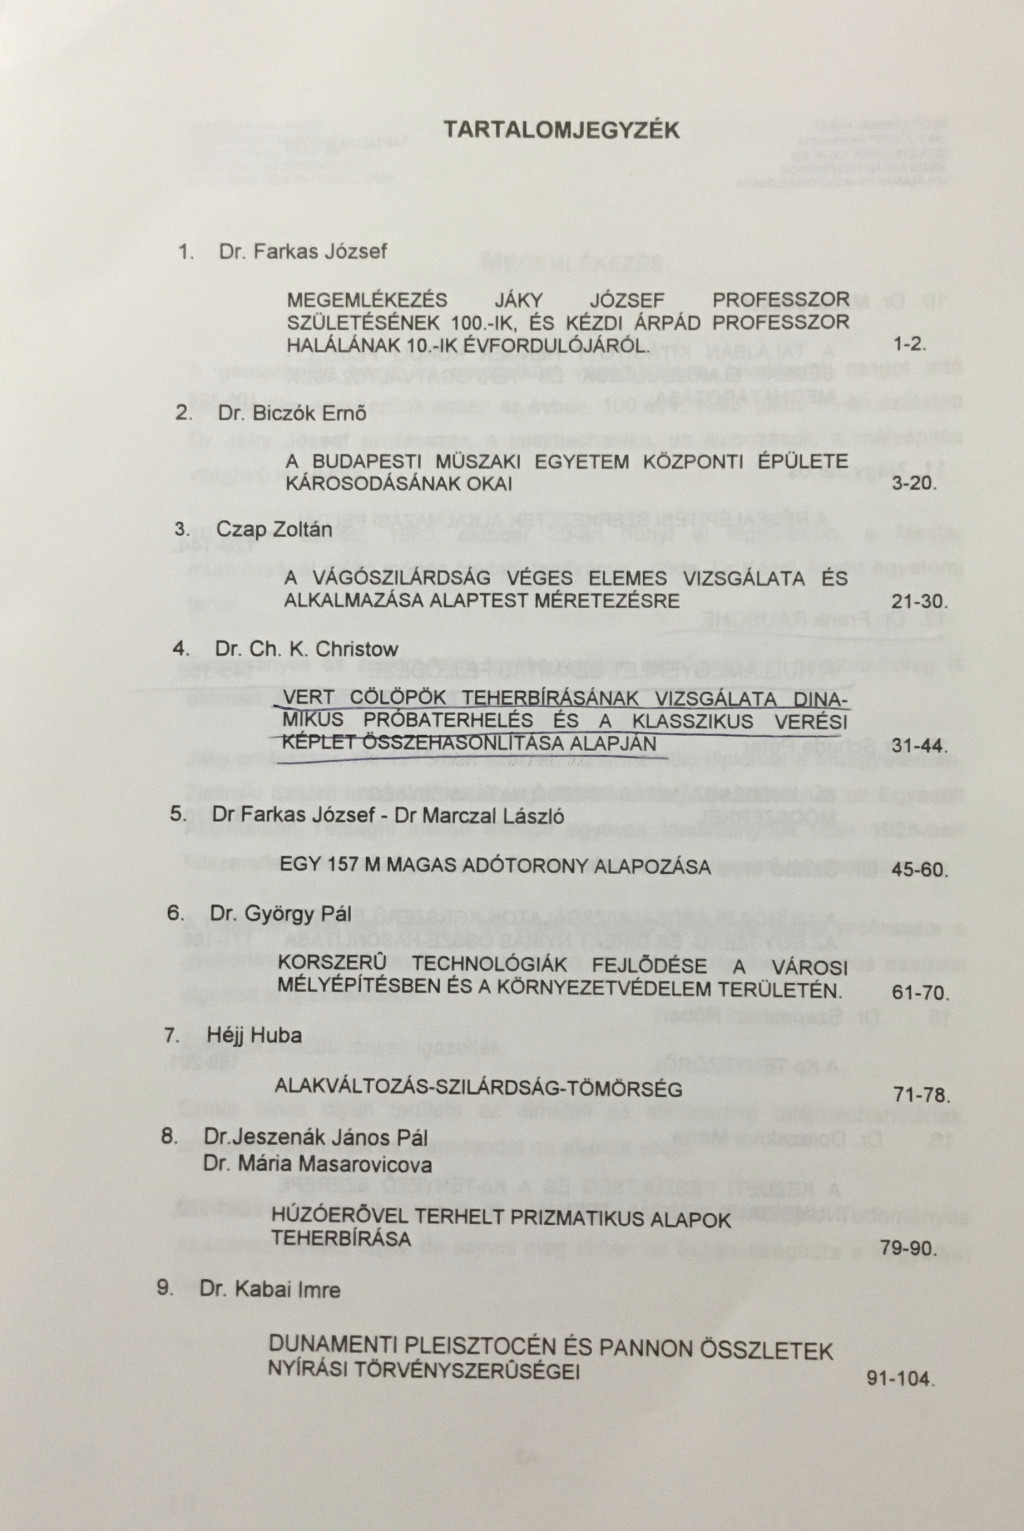 TARTALOMJEGYZÉK
1. Dr. Farkas József
MEGEMLÉKEZÉS JÁKY JÓZSEF PROFESSZOR
SZÜLETÉSÉNEK 100.-IK, ÉS KÉZDI ÁRPÁD PROFESSZOR
HALÁLÁNAK 10.-IK ÉVFORDULÓJÁRÓL. 1-2.
2. Dr. Biczók Ernõ
A BUDAPESTI MÜSZAKI EGYETEM KÖZPONTI ÉPÜLETE
KÁROSODÁSÁNAK OKAI 3-20.
3. Czap Zoltán
A VÁGÓSZILÁRDSÁG VÉGES ELEMES VIZSGÁLATA ÉS
ALKALMAZÁSA ALAPTEST MÉRETEZÉSRE 21-30.
4. Dr. Ch. K. Christow
VERT CÖLÖPÖK TEHERBÍRÁSÁNAK VIZSGÁLATA DINA-
MIKUS PRÓBATERHELÉS ÉS A KLASSZIKUS VERÉSI
KÉPLET ÖSSZEHASONLÍTÁSA ALAPJÁN 31-44.
5. Dr Farkas József - Dr Marczal László
EGY 157 M MAGAS ADÓTORONY ALAPOZÁSA 45-60.
6. Dr. György Pál
KORSZERÛ TECHNOLÓGIÁK FEJLÕDÉSE A VÁROSI
MÉLYÉPÍTÉSBEN ÉS A KÖRNYEZETVÉDELEM TERÜLETÉN. 61-70.
7. Héjj Huba
ALAKVÁLTOZÁS-SZILÁRDSÁG-TÖMÖRSÉG 71-78.
8. Dr.Jeszenák János Pál
Dr. Mária Masarovicova
HÚZÓERÕVEL TERHELT PRIZMATIKUS ALAPOK
TEHERBÍRÁSA 79-90.
9. Dr. Kabai Imre
DUNAMENTI PLEISZTOCÉN ÉS PANNON ÖSSZLETEK
NYÍRÁSI TÖRVÉNYSZERÛSÉGEI 91-104.